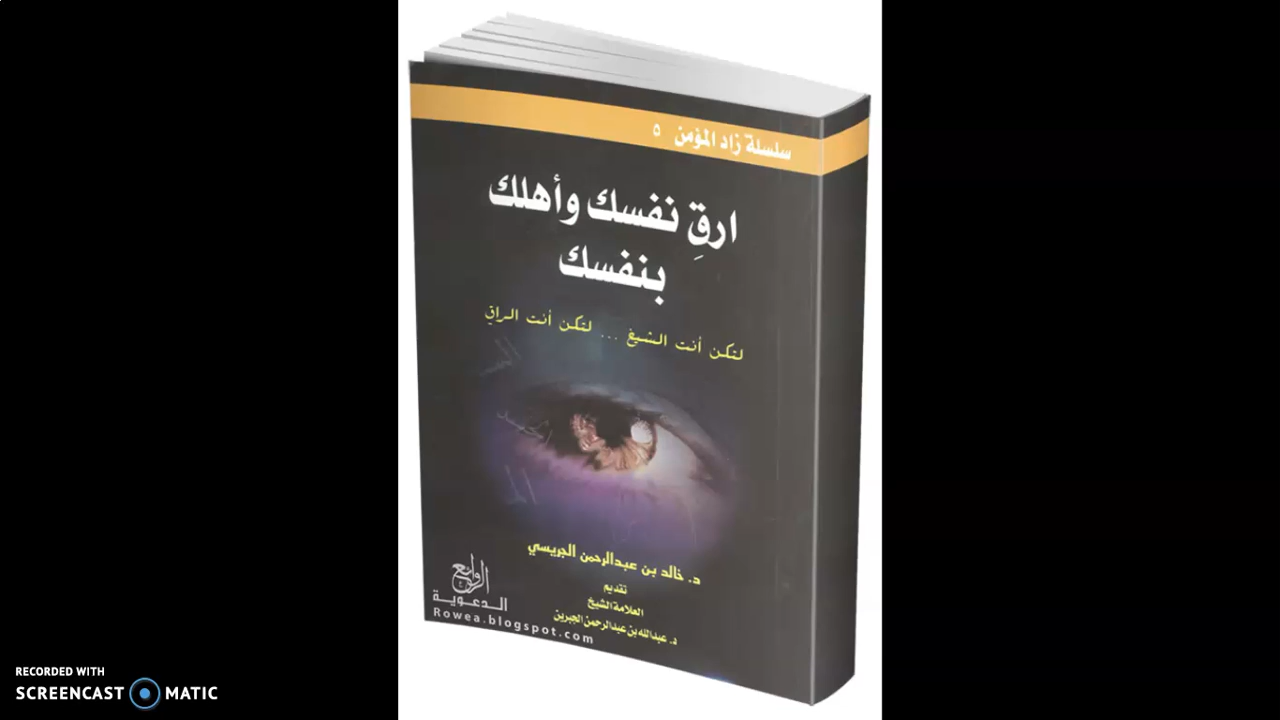 سلسلة زاد المؤمن ٥
ارقِ نفسك وأهلك
بنفسك
لتكن أنت الشيخ ... لتكن أنت الراقِ
د. خالد بن عبدالرحمن الجريسي
تقديم
العلامة الشيخ
د. عبدالله بن عبدالرحمن الجبرين
الروائع
الدعوية
Rowea.blogspot.com
RECORDED WITH
SCREENCAST MATIC